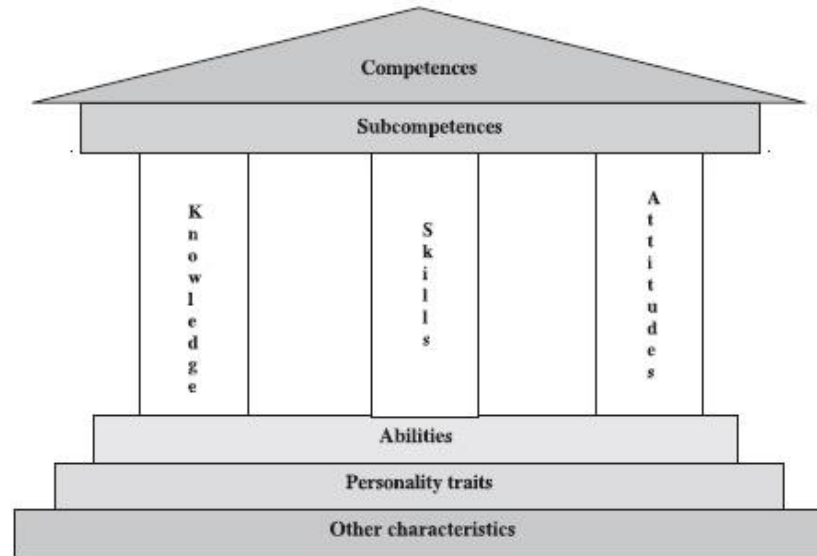 Competences
Subcompetences
Knowledge
Skills
Attitudes
Abilities
Personality traits
Other characteristics